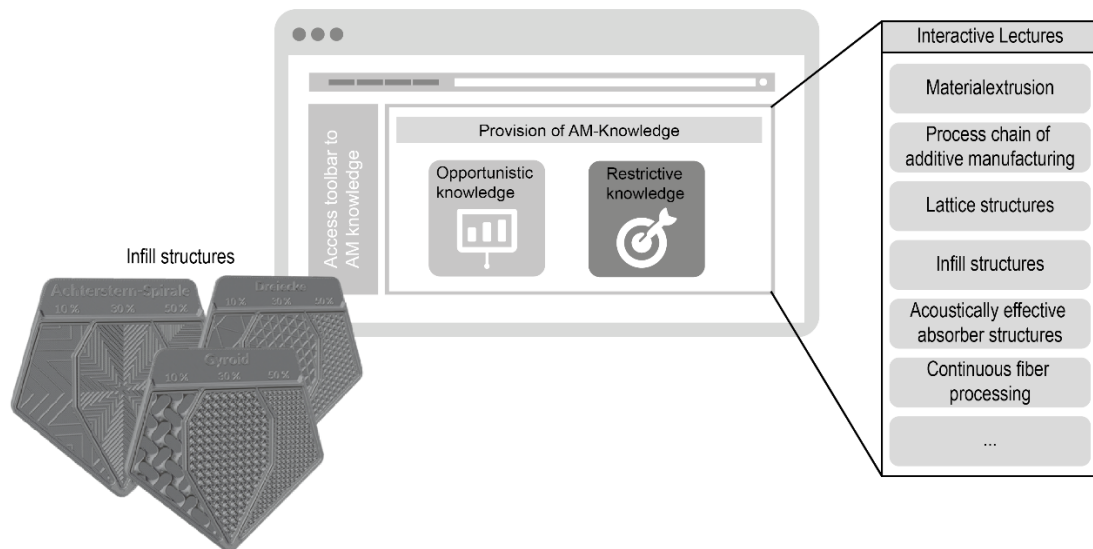 Interactive Lectures
Materialextrusion
Process chain of
additive manufacturing
Lattice structures
Infill structures
Acoustically effective
absorber structures
Continuous fiber
processing
...
Provision of AM-Knowledge
Opportunistic
knowledge
Restrictive
knowledge
Access toolbar to
AM knowledge
Infill structures
Achterstern-Spirale
10 % 30 % 50 %
Dreiecke
10 % 30 % 50 %
Gyroid
10 % 30 % 50 %